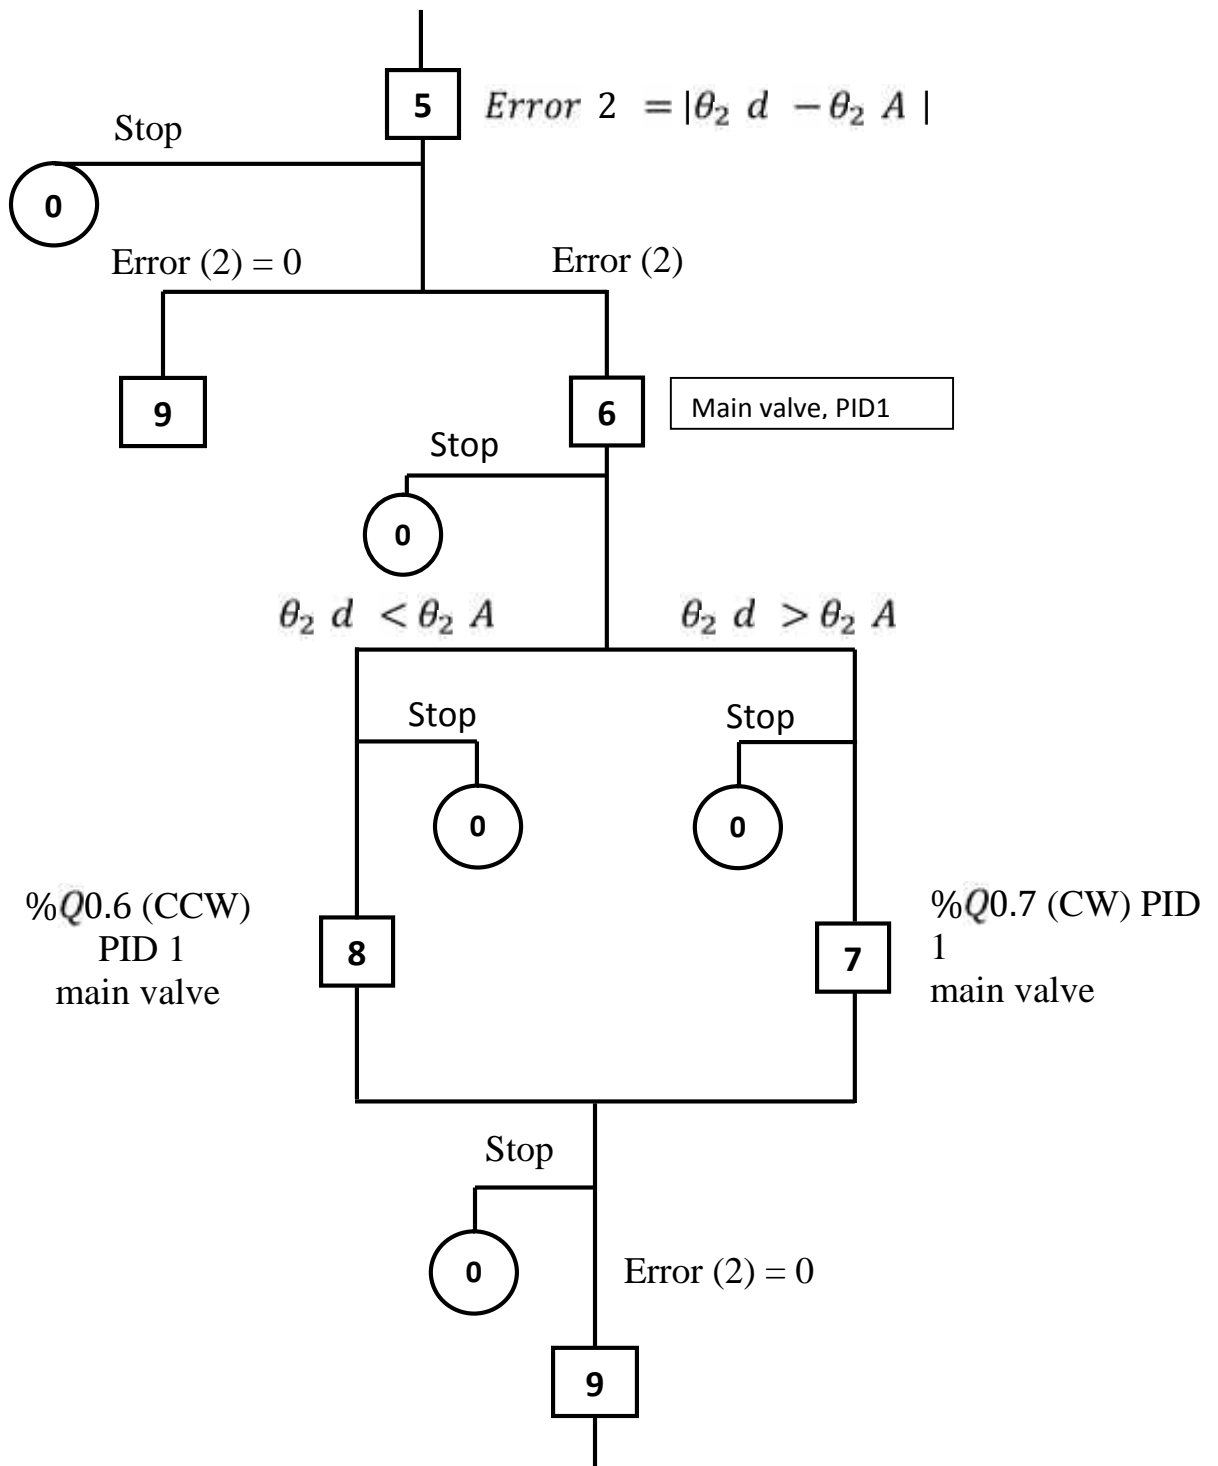 5
𝐸𝑟𝑟𝑜𝑟 2 = |𝜃₂ 𝑑 − 𝜃₂ 𝐴 |
Stop
0
Error (2) = 0
Error (2)
9
6
Main valve, PID1
Stop
0
𝜃₂ 𝑑 < 𝜃₂ 𝐴
𝜃₂ 𝑑 > 𝜃₂ 𝐴
Stop
Stop
0
0
%𝑄0.6 (CCW)
PID 1
main valve
8
7
%𝑄0.7 (CW) PID
1
main valve
Stop
0
Error (2) = 0
9